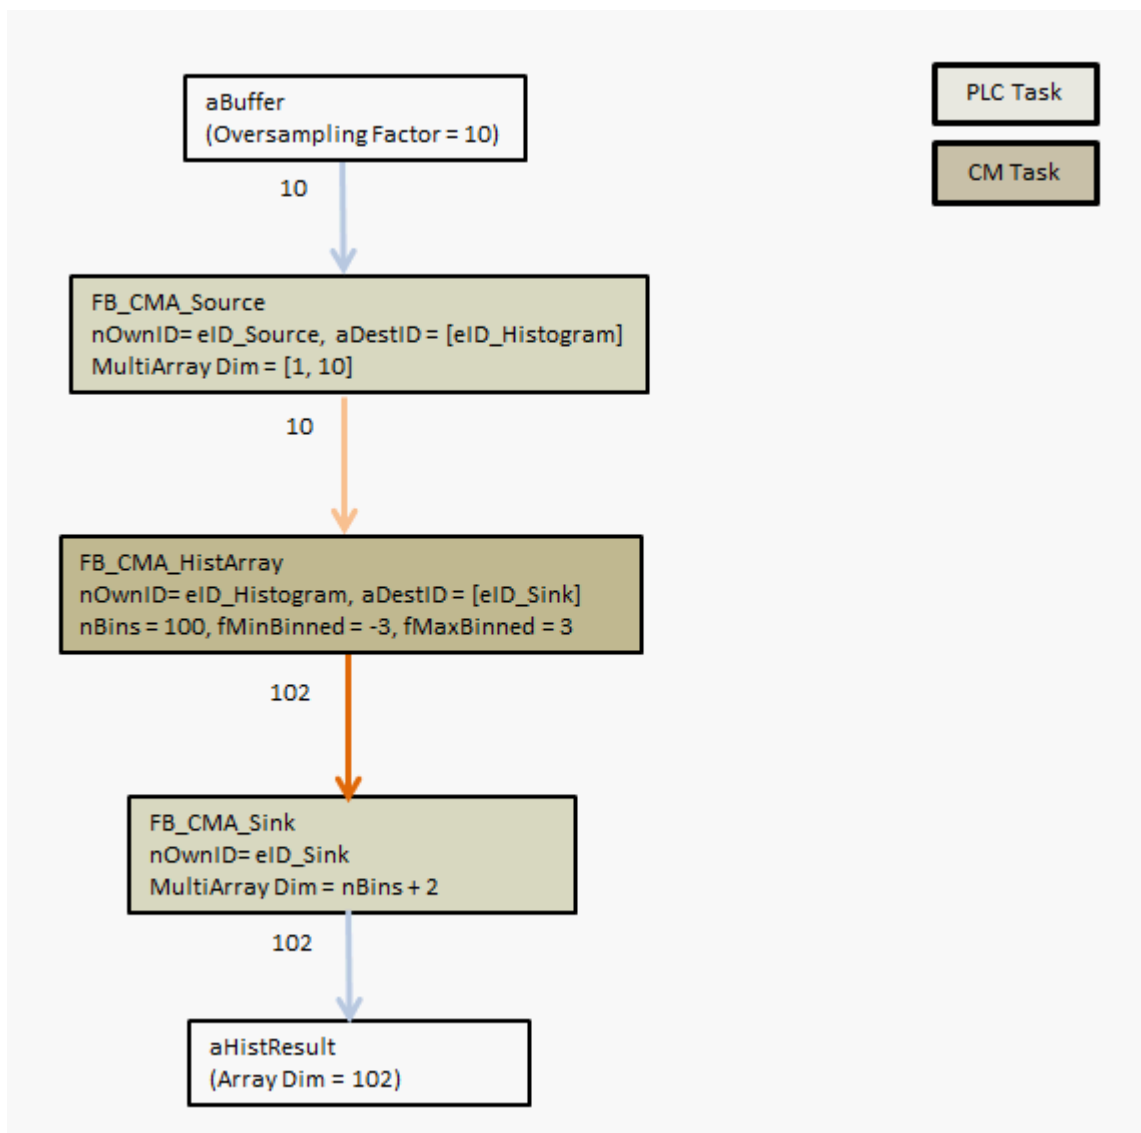 aBuffer
(Oversampling Factor = 10)
PLC Task
CM Task
10
FB_CMA_Source
nOwnID= eID_Source, aDestID = [eID_Histogram]
MultiArray Dim = [1, 10]
10
FB_CMA_HistArray
nOwnID= eID_Histogram, aDestID = [eID_Sink]
nBins = 100, fMinBinned = -3, fMaxBinned = 3
102
FB_CMA_Sink
nOwnID= eID_Sink
MultiArray Dim = nBins + 2
102
aHistResult
(Array Dim = 102)